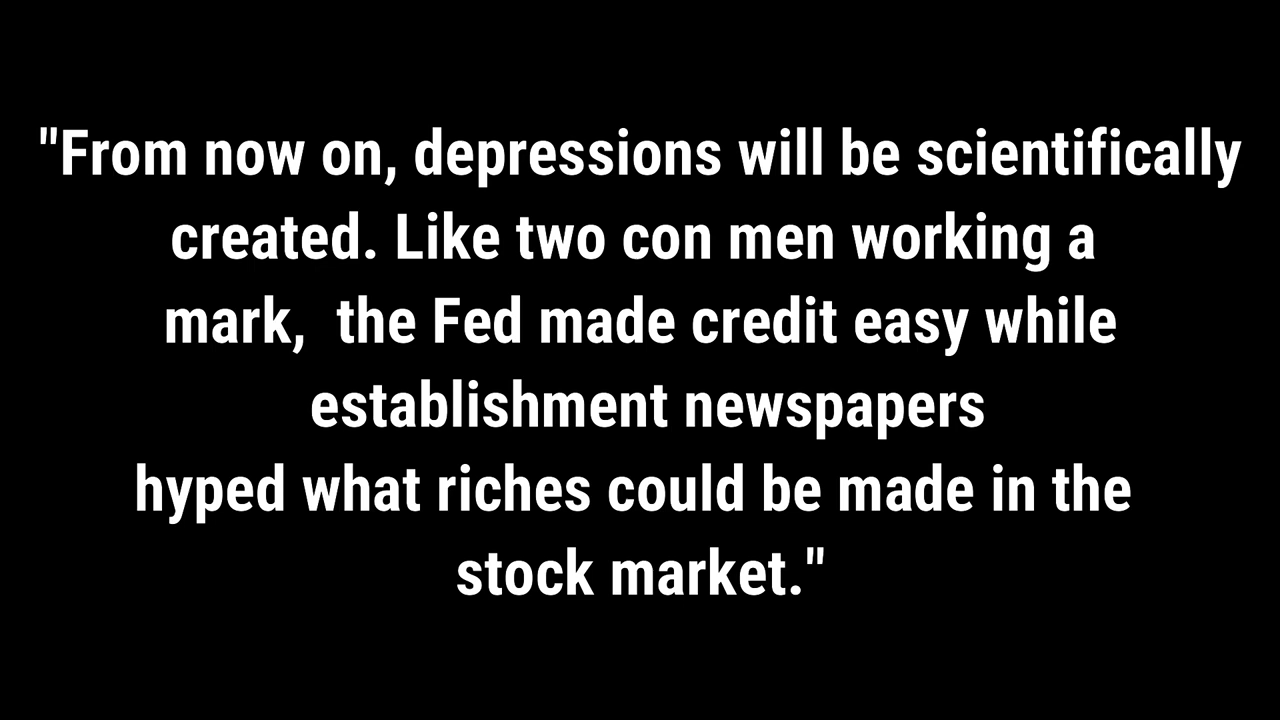 "From now on, depressions will be scientifically
created. Like two con men working a
mark,  the Fed made credit easy while
establishment newspapers
hyped what riches could be made in the
stock market."